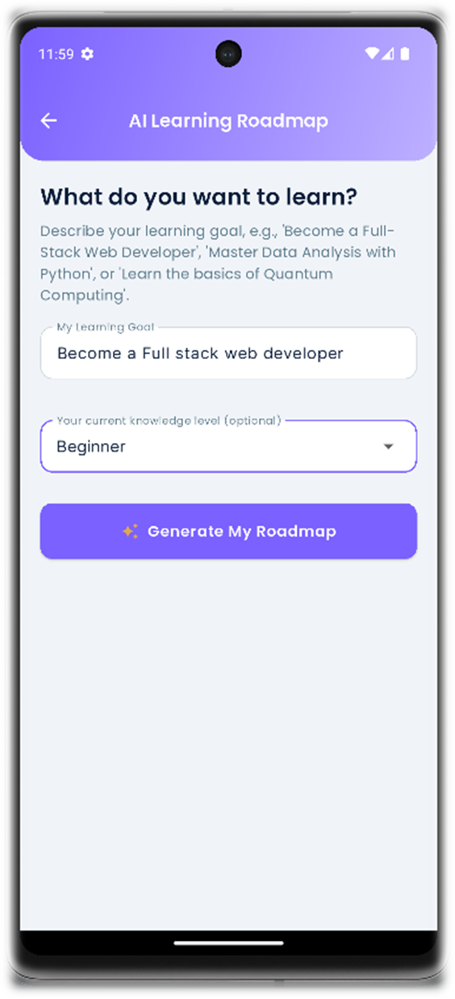 11:59
AI Learning Roadmap
What do you want to learn?
Describe your learning goal, e.g., 'Become a Full-
Stack Web Developer', 'Master Data Analysis with
Python', or 'Learn the basics of Quantum
Computing'.
My Learning Goal
Become a Full stack web developer
Your current knowledge level (optional)
Beginner
Generate My Roadmap